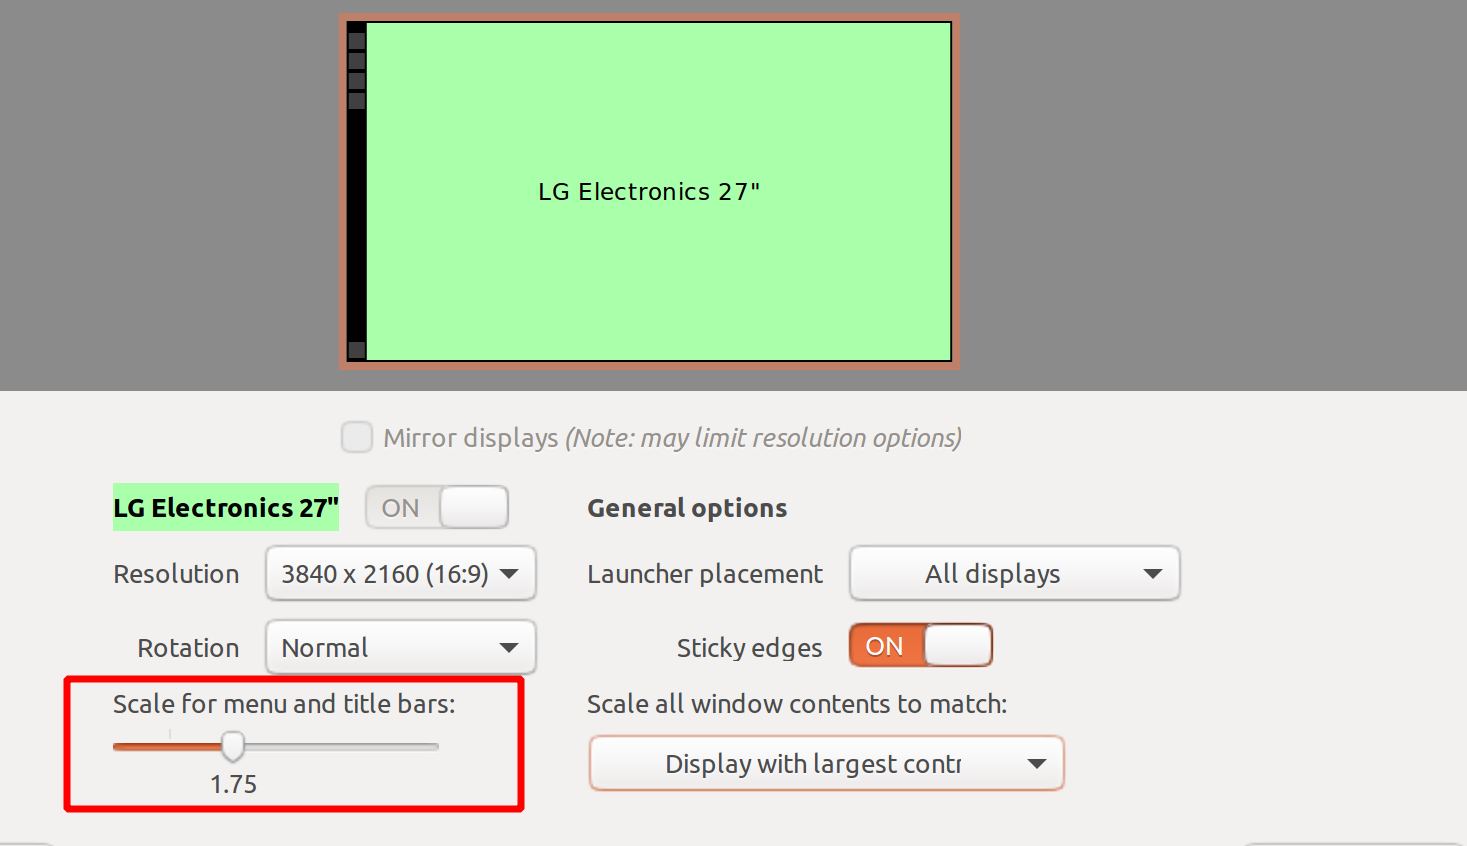 LG Electronics 27"
Mirror displays (Note: may limit resolution options)
LG Electronics 27" ON
General options
Resolution 3840 x 2160 (16:9)
Launcher placement All displays
Rotation Normal
Sticky edges ON
Scale for menu and title bars:
1.75
Scale all window contents to match:
Display with largest contr